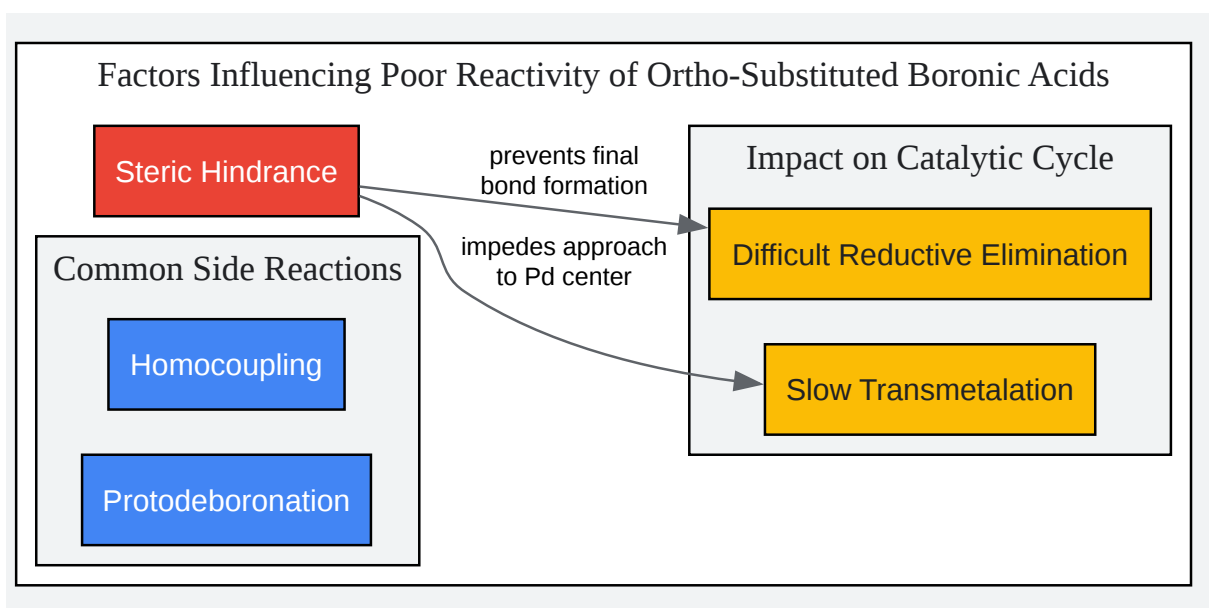 Factors Influencing Poor Reactivity of Ortho-Substituted Boronic Acids
Steric Hindrance
prevents final
bond formation
impedes approach
to Pd center
Common Side Reactions
Homocoupling
Protodeboronation
Impact on Catalytic Cycle
Difficult Reductive Elimination
Slow Transmetalation